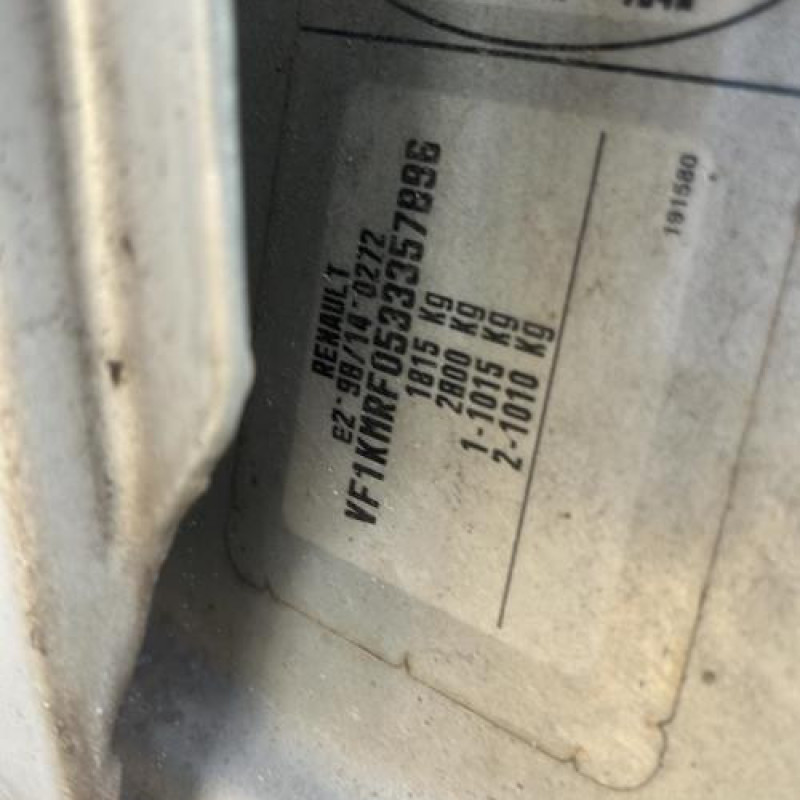 RENAULT
E2*98/14*0272
VF1KMRF0533357896
1815 Kg
2800 Kg
1-1015 Kg
2-1010 Kg
191580